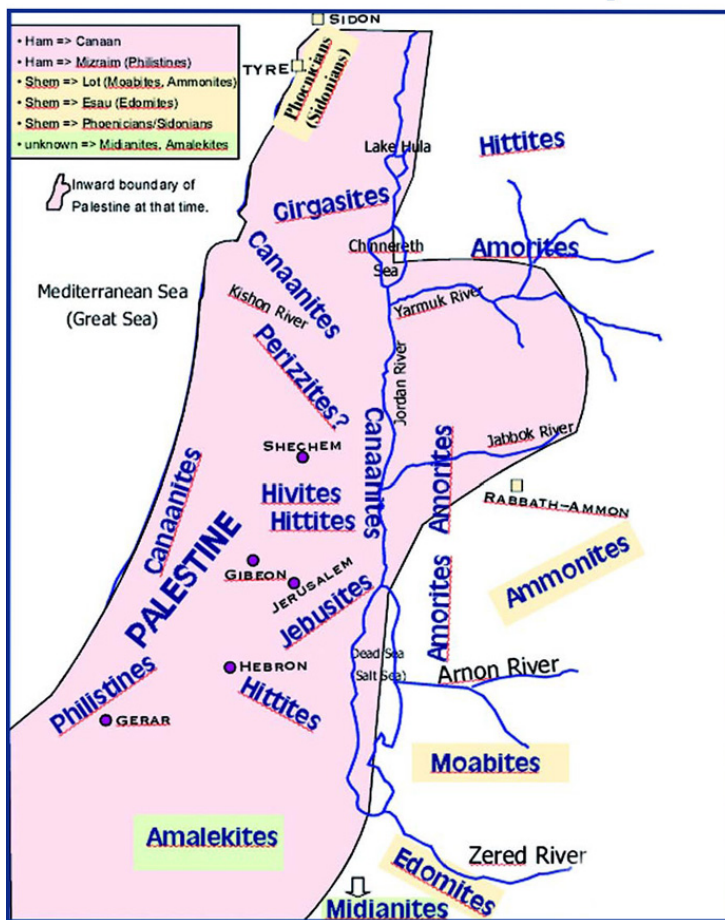 SIDON
• Ham => Canaan
• Ham => Mizraim (Philistines)
• Shem => Lot (Moabites, Ammonites)
• Shem => Esau (Edomites)
• Shem => Phoenicians/Sidonians
• unknown => Midianites, Amalekites
TYRE
Phoenicians
(Sidonians)
Inward boundary of
Palestine at that time.
Lake Hula
Hittites
Girgasites
Chinnereth
Sea
Amorites
Canaanites
Mediterranean Sea
(Great Sea)
Kishon River
Yarmuk River
Perizzites?
Jordan River
Canaanites
SHECHEM
Jabbok River
Amorites
Canaanites
Hivites
Hittites
RABBATH-AMMON
PALESTINE
GIBEON
JERUSALEM
Jebusites
Amorites
Ammonites
Dead Sea
(Salt Sea)
Arnon River
HEBRON
Philistines
Hittites
GERAR
Moabites
Amalekites
Zered River
Edomites
Midianites